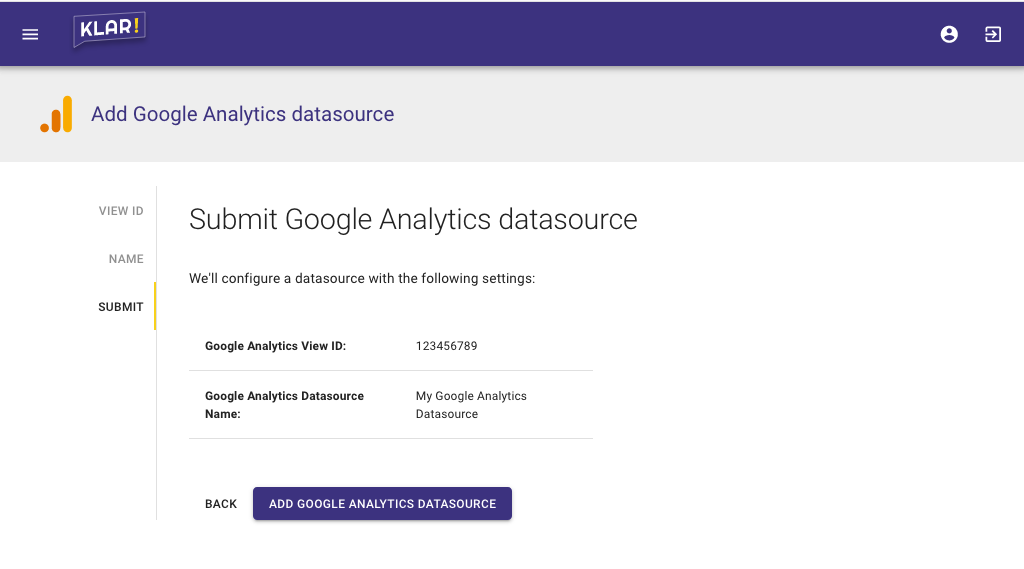 KLAR!
Add Google Analytics datasource
VIEW ID
NAME
SUBMIT
Submit Google Analytics datasource
We'll configure a datasource with the following settings:
Google Analytics View ID: 123456789
Google Analytics Datasource My Google Analytics
Name: Datasource
BACK ADD GOOGLE ANALYTICS DATASOURCE